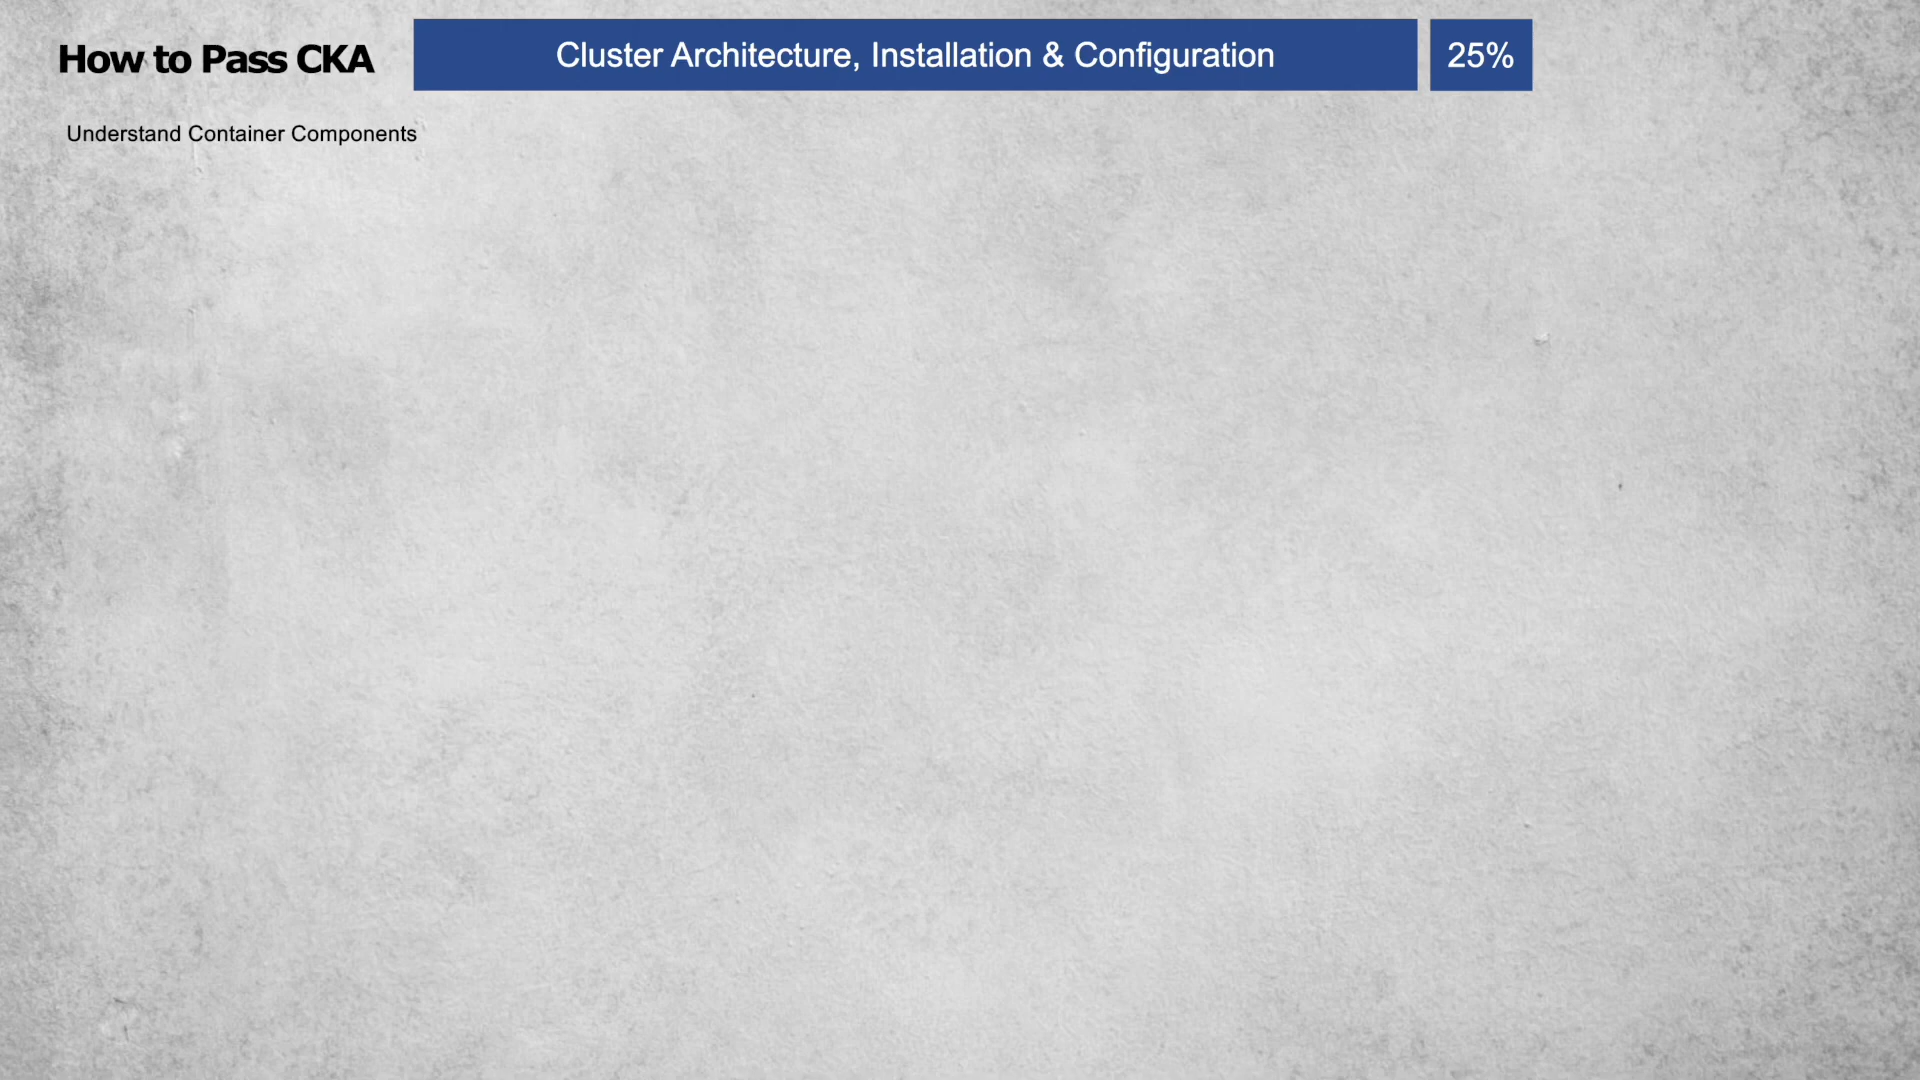 How to Pass CKA
Cluster Architecture, Installation & Configuration
25%
Understand Container Components